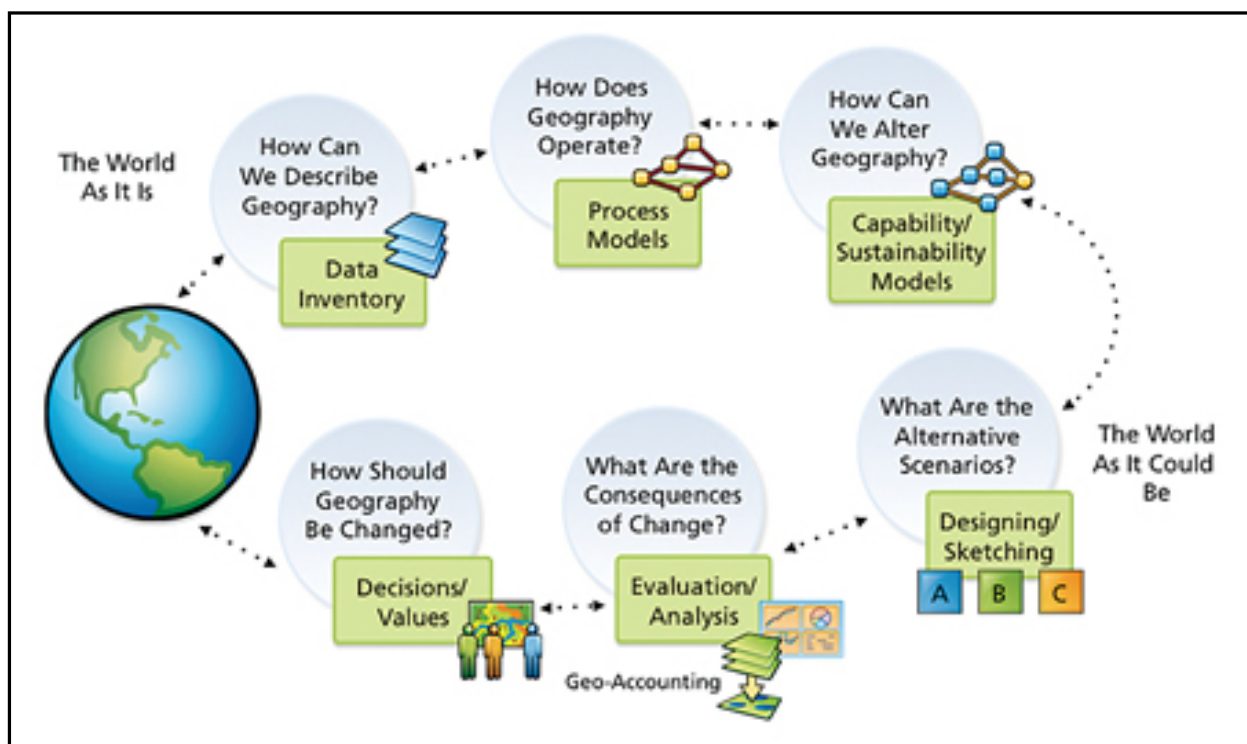 The World
As It Is
How Can
We Describe
Geography?
Data
Inventory
How Does
Geography
Operate?
Process
Models
How Can
We Alter
Geography?
Capability/
Sustainability
Models
The World
As It Could
Be
What Are the
Alternative
Scenarios?
Designing/
Sketching
A B C
What Are the
Consequences
of Change?
Evaluation/
Analysis
Geo-Accounting
How Should
Geography
Be Changed?
Decisions/
Values